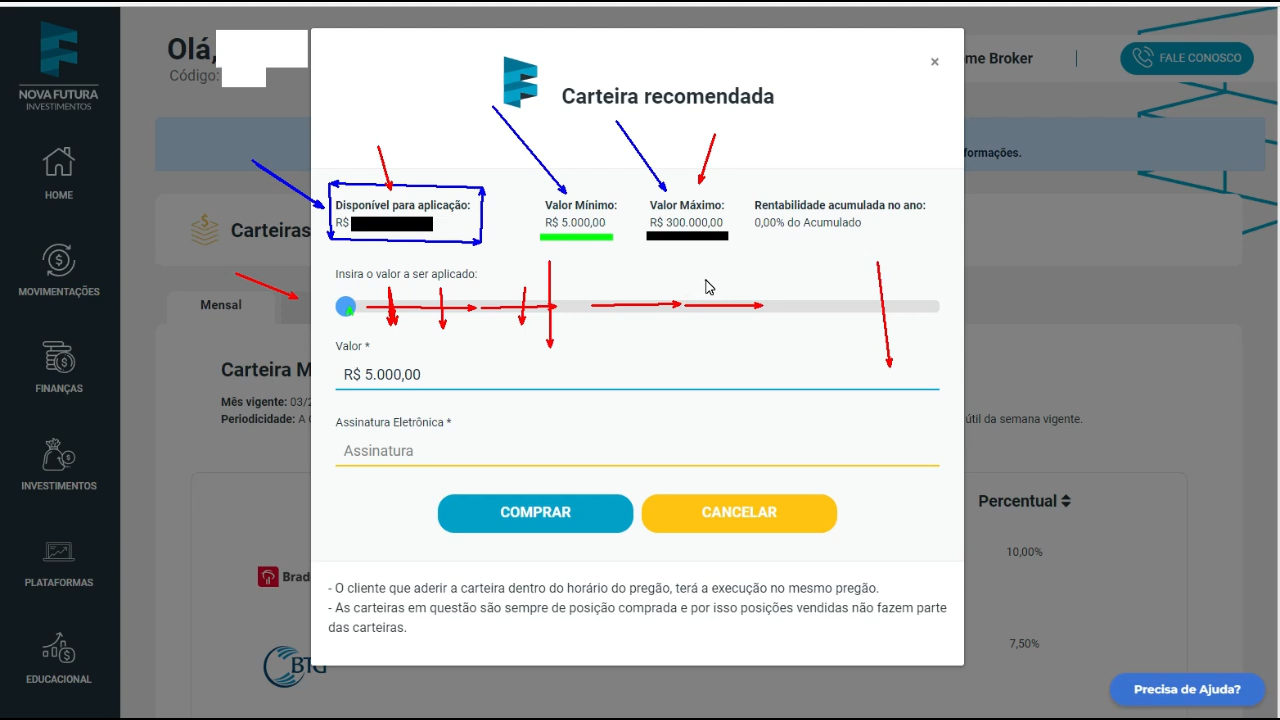 NOVA FUTURA
INVESTIMENTOS
HOME
MOVIMENTAÇÕES
FINANÇAS
INVESTIMENTOS
PLATAFORMAS
EDUCACIONAL
Olá,
Código:
me Broker
FALE CONOSCO
formações.
Carteiras
Mensal
Carteira M
Mês vigente: 03/2
Periodicidade: A
útil da semana vigente.
Percentual
10,00%
Brad
7,50%
BTG
Carteira recomendada
×
Disponível para aplicação:
R$
Valor Mínimo:
R$ 5.000,00
Valor Máximo:
R$ 300.000,00
Rentabilidade acumulada no ano:
0,00% do Acumulado
Insira o valor a ser aplicado:
Valor *
R$ 5.000,00
Assinatura Eletrônica *
Assinatura
COMPRAR
CANCELAR
- O cliente que aderir a carteira dentro do horário do pregão, terá a execução no mesmo pregão.
- As carteiras em questão são sempre de posição comprada e por isso posições vendidas não fazem parte
das carteiras.
Precisa de Ajuda?